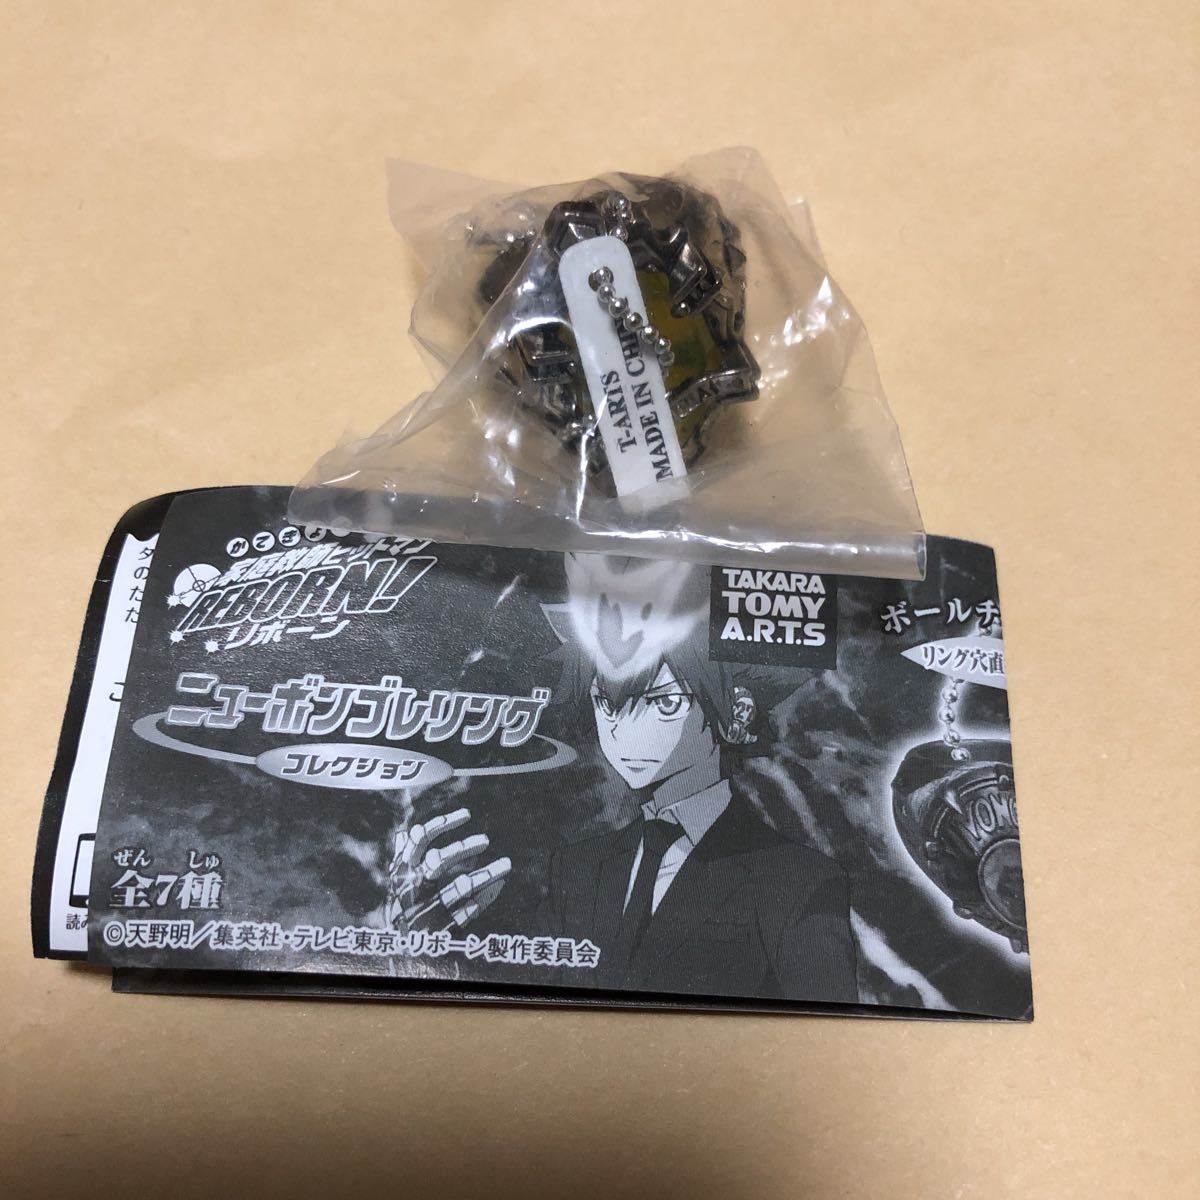 T-ARTS
MADE IN CHI
かてきょー
家庭教師ヒットマン
REBORN!
リボーン
TAKARA
TOMY
A.R.T.S
ボールチ
リング穴直
ニューボンゴレリング
コレクション
VONG
ぜん しゅ
全7種
©天野明/集英社・テレビ東京・リボーン製作委員会
読み